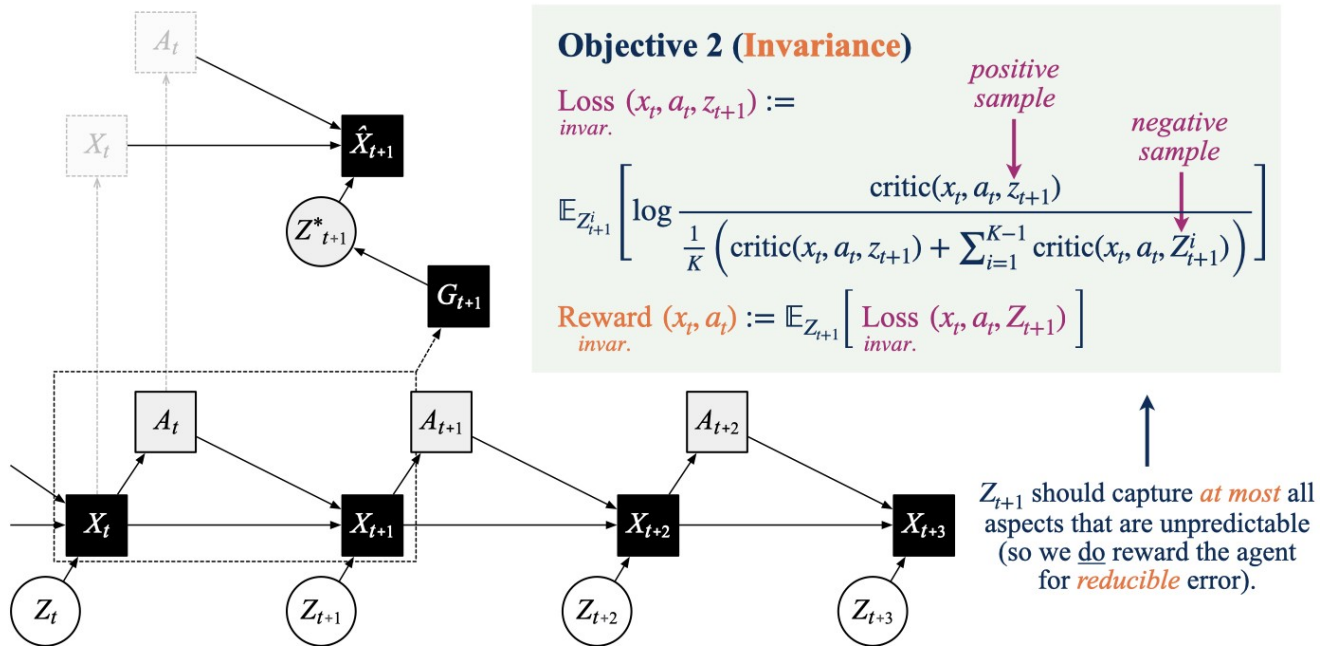 A_t
X_t
X̂_{t+1}
Z*_{t+1}
G_{t+1}
A_t
A_{t+1}
A_{t+2}
X_t
X_{t+1}
X_{t+2}
X_{t+3}
Z_t
Z_{t+1}
Z_{t+2}
Z_{t+3}
Objective 2 (Invariance)
positive
sample
Loss (x_t, a_t, z_{t+1}) :=
invar.
negative
sample
𝔼_{Z^i_{t+1}} [ log critic(x_t, a_t, z_{t+1}) / ( 1/K ( critic(x_t, a_t, z_{t+1}) + ∑_{i=1}^{K−1} critic(x_t, a_t, Z^i_{t+1}) ) ) ]
Reward (x_t, a_t) := 𝔼_{Z_{t+1}} [ Loss (x_t, a_t, Z_{t+1}) ]
invar. invar.
Z_{t+1} should capture at most all
aspects that are unpredictable
(so we do reward the agent
for reducible error).